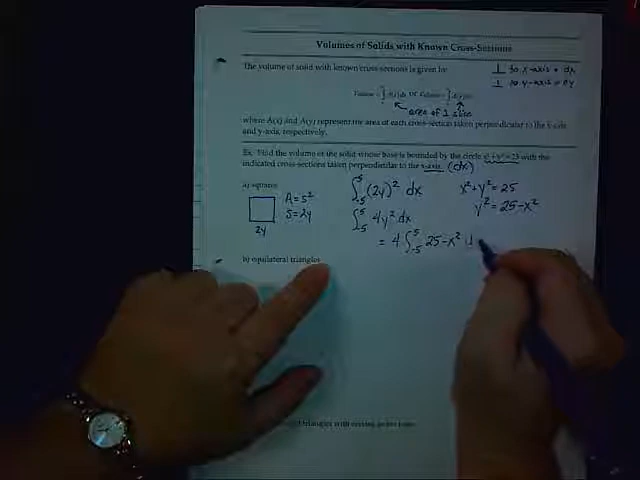 Volumes of Solids with Known Cross-Sections
The volume of solid with known cross-sections is given by:
⊥ to x-axis = dx
⊥ to y-axis = dy
area of 1 slice
where A(x) and A(y) represent the area of each cross-section taken perpendicular to the x-axis
and y-axis, respectively.
Ex: Find the volume of the solid whose base is bounded by the circle x² + y² = 25 with the
indicated cross-sections taken perpendicular to the x-axis. (dx)
a) squares
A = s²
s = 2y
2y
∫₋₅⁵ (2y)² dx
∫₋₅⁵ 4y² dx
= 4 ∫₋₅⁵ 25 - x²
x² + y² = 25
y² = 25 - x²
b) equilateral triangles
triangles with